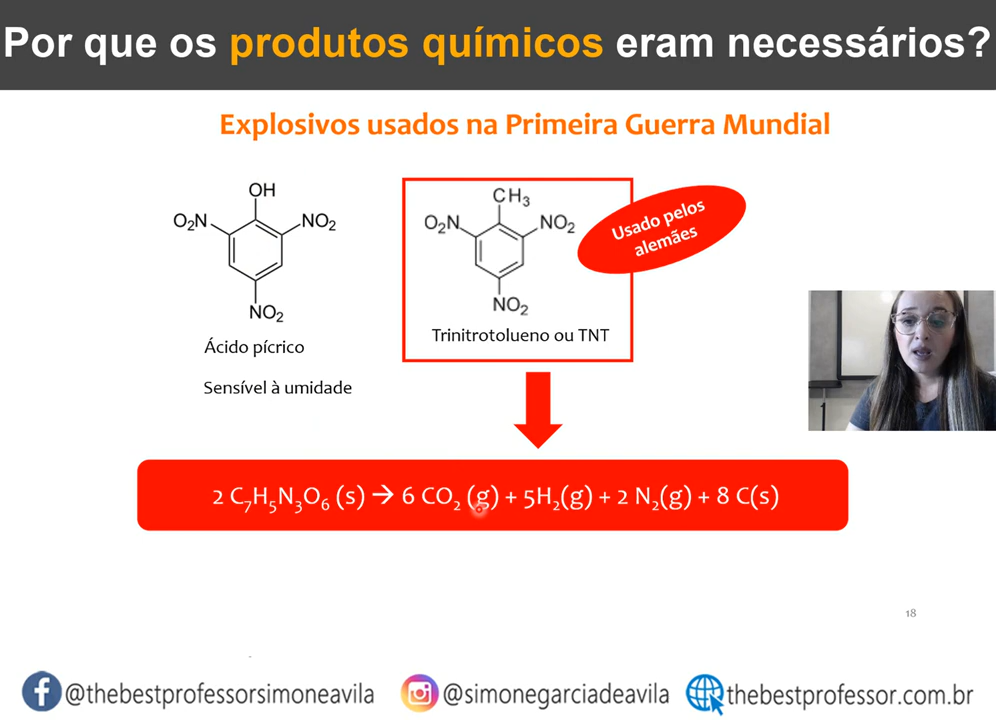 Por que os produtos químicos eram necessários?
Explosivos usados na Primeira Guerra Mundial
OH
O₂N
NO₂
NO₂
Ácido pícrico
Sensível à umidade
CH₃
O₂N
NO₂
NO₂
Trinitrotolueno ou TNT
Usado pelos
alemães
2 C₇H₅N₃O₆ (s) → 6 CO₂ (g) + 5H₂(g) + 2 N₂(g) + 8 C(s)
18
@thebestprofessorsimoneavila @simonegarciadeavila thebestprofessor.com.br